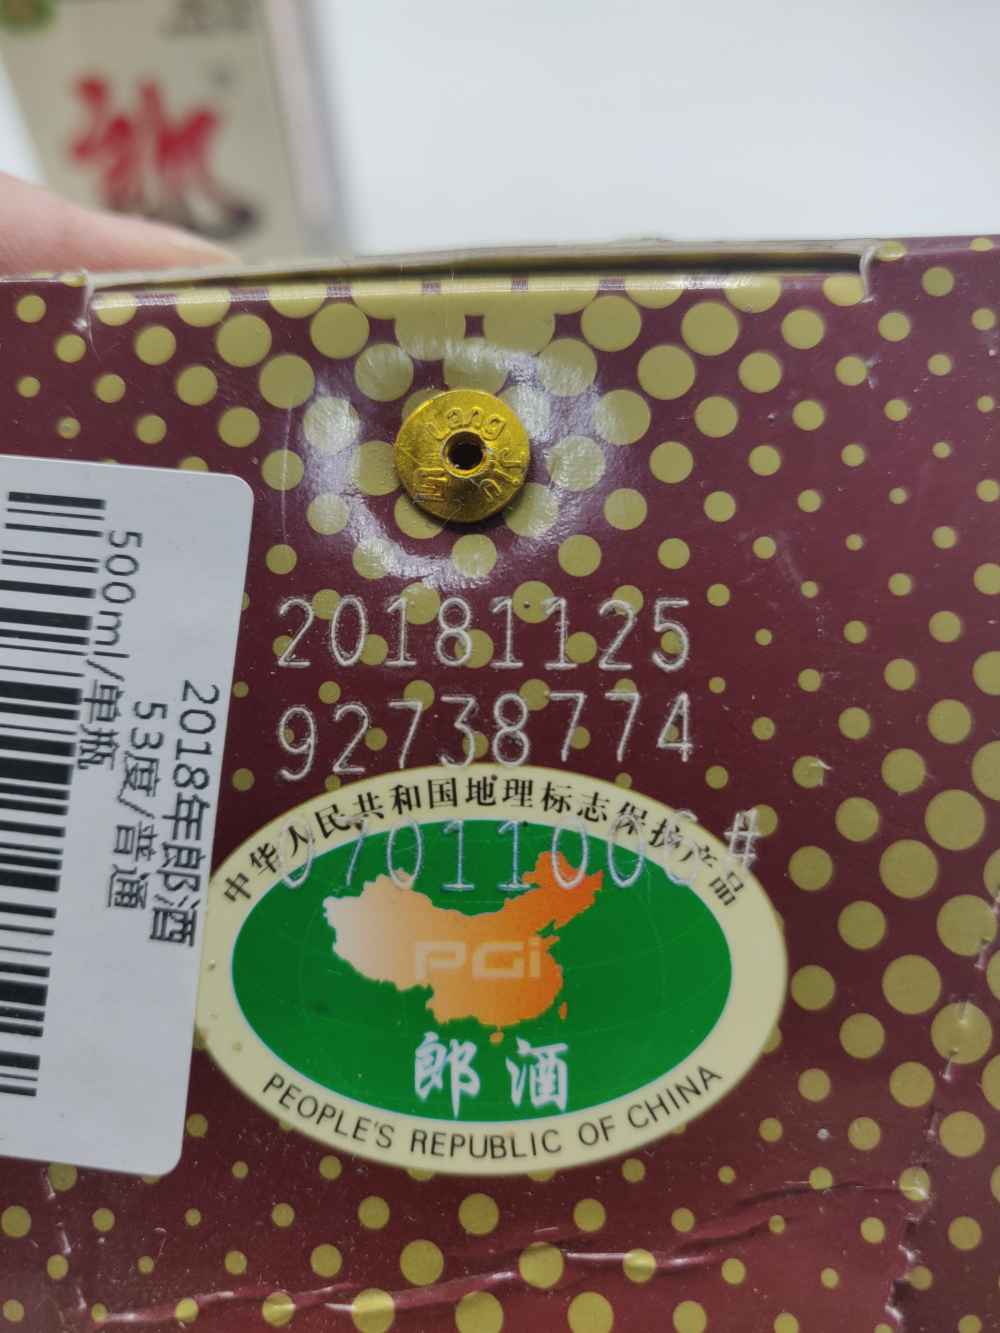 Lang Jiu
20181125
92738774
07011006#
中华人民共和国地理标志保护产品
PGi
郎酒
PEOPLE'S REPUBLIC OF CHINA
2018年郎酒
53度/普通
500ml/单瓶